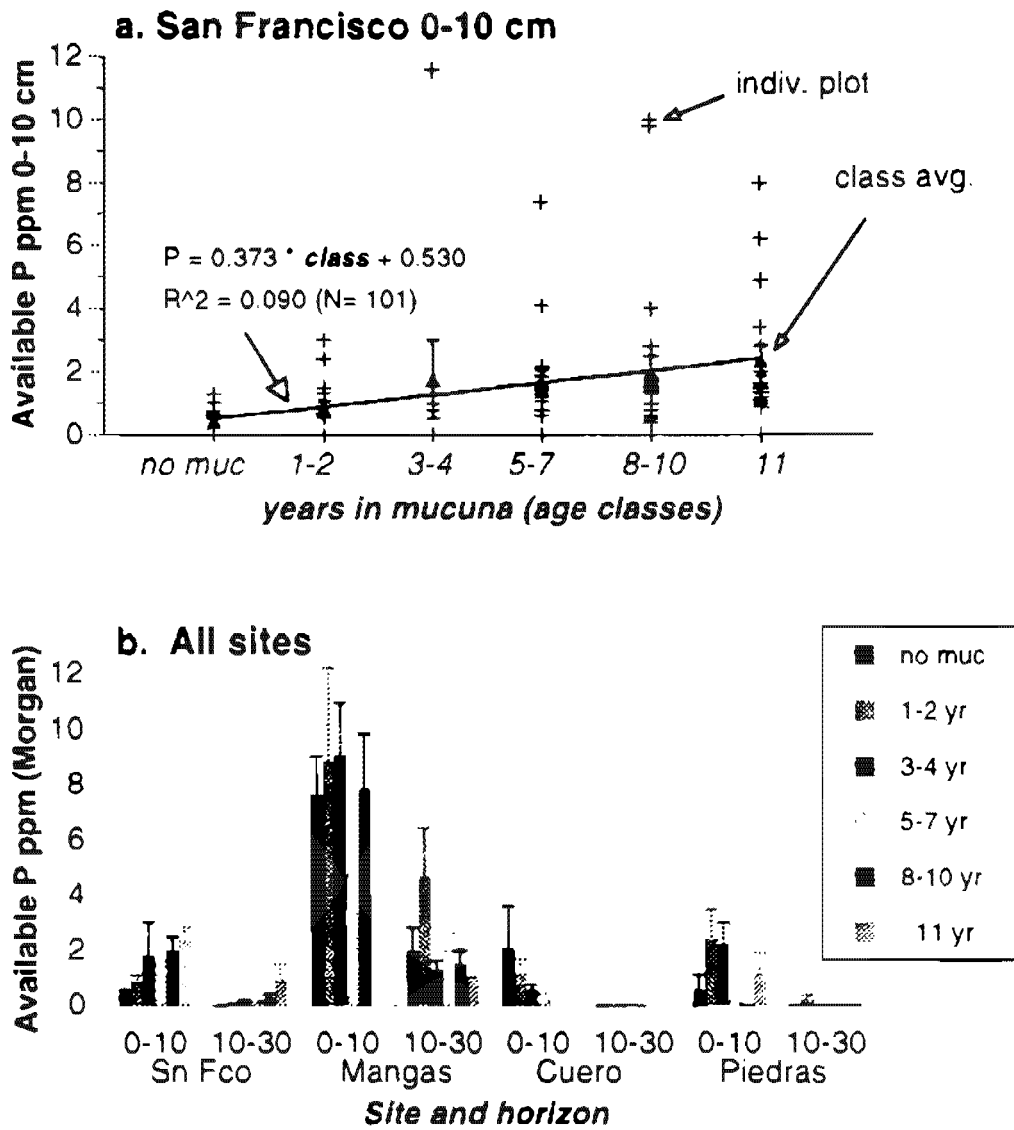 a. San Francisco 0-10 cm
Available P ppm 0-10 cm
12
10
8
6
4
2
0
indiv. plot
class avg.
P = 0.373 * class + 0.530
R^2 = 0.090 (N= 101)
no muc 1-2 3-4 5-7 8-10 11
years in mucuna (age classes)
b. All sites
Available P ppm (Morgan)
12
10
8
6
4
2
0
no muc
1-2 yr
3-4 yr
5-7 yr
8-10 yr
11 yr
0-10 10-30 0-10 10-30 0-10 10-30 0-10 10-30
Sn Fco Mangas Cuero Piedras
Site and horizon